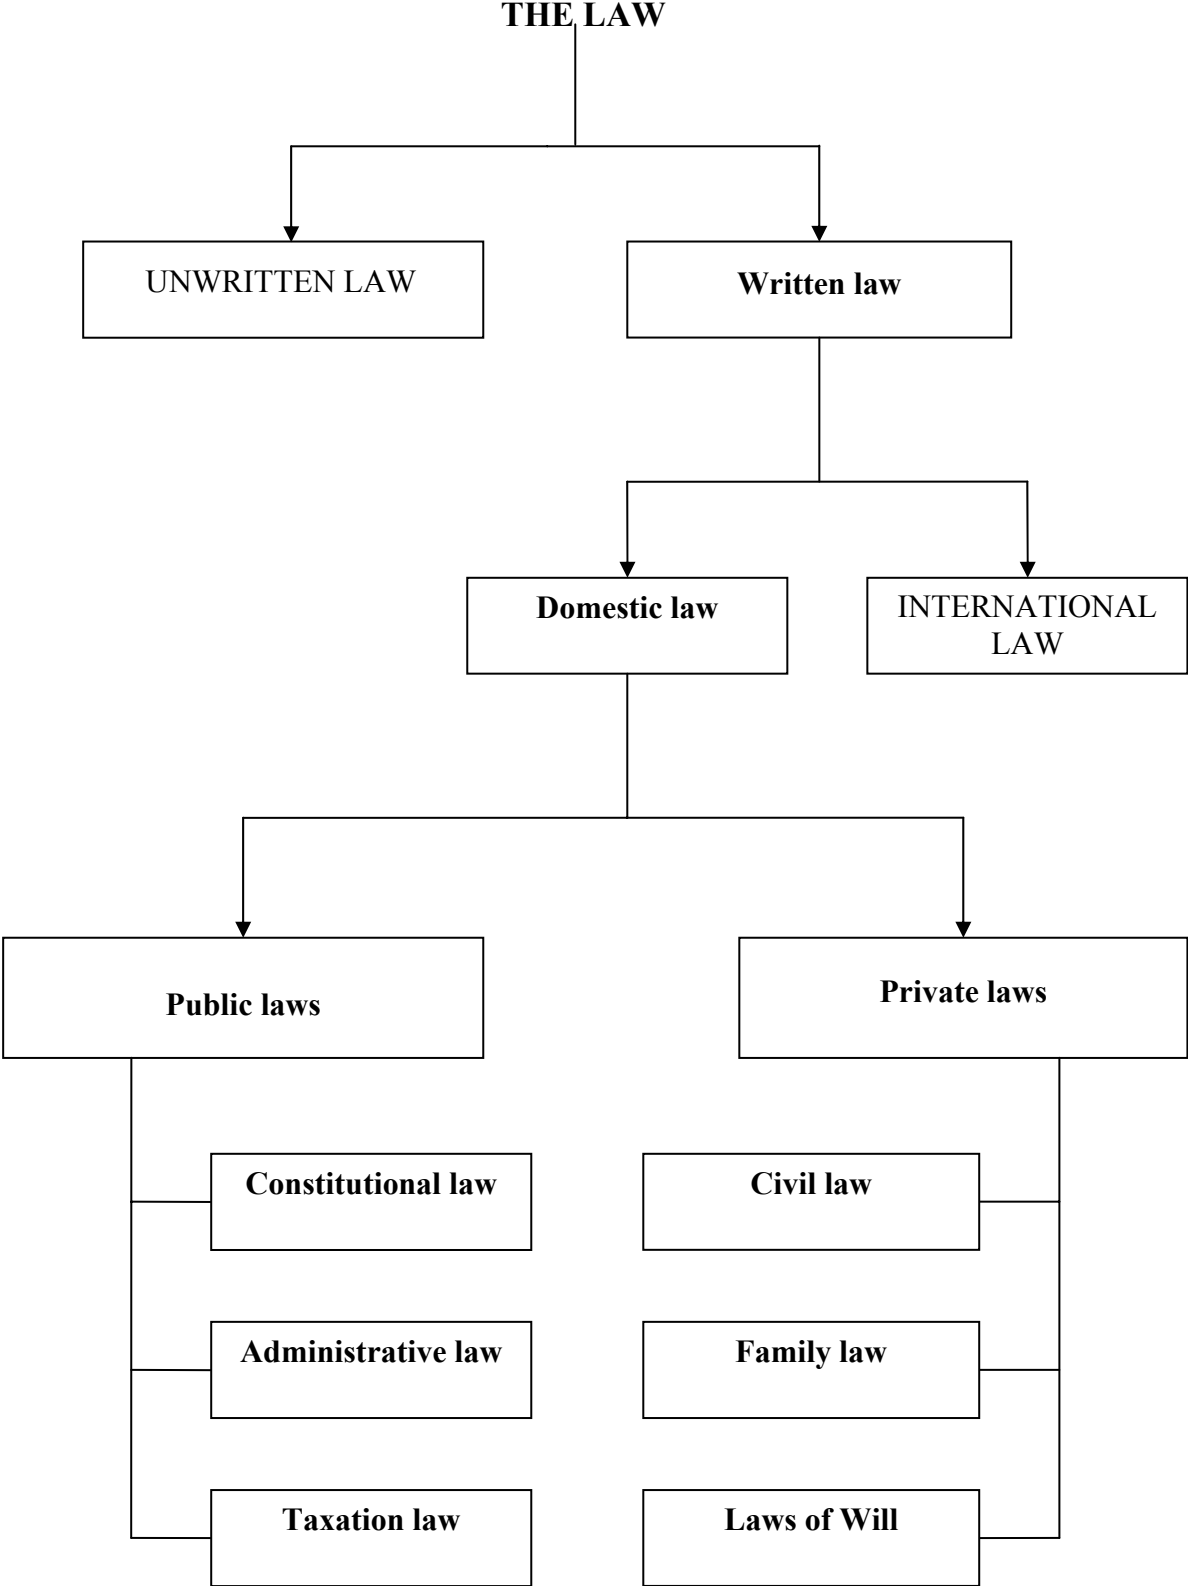 THE LAW
UNWRITTEN LAW
Written law
Domestic law
INTERNATIONAL
LAW
Public laws
Private laws
Constitutional law
Civil law
Administrative law
Family law
Taxation law
Laws of Will